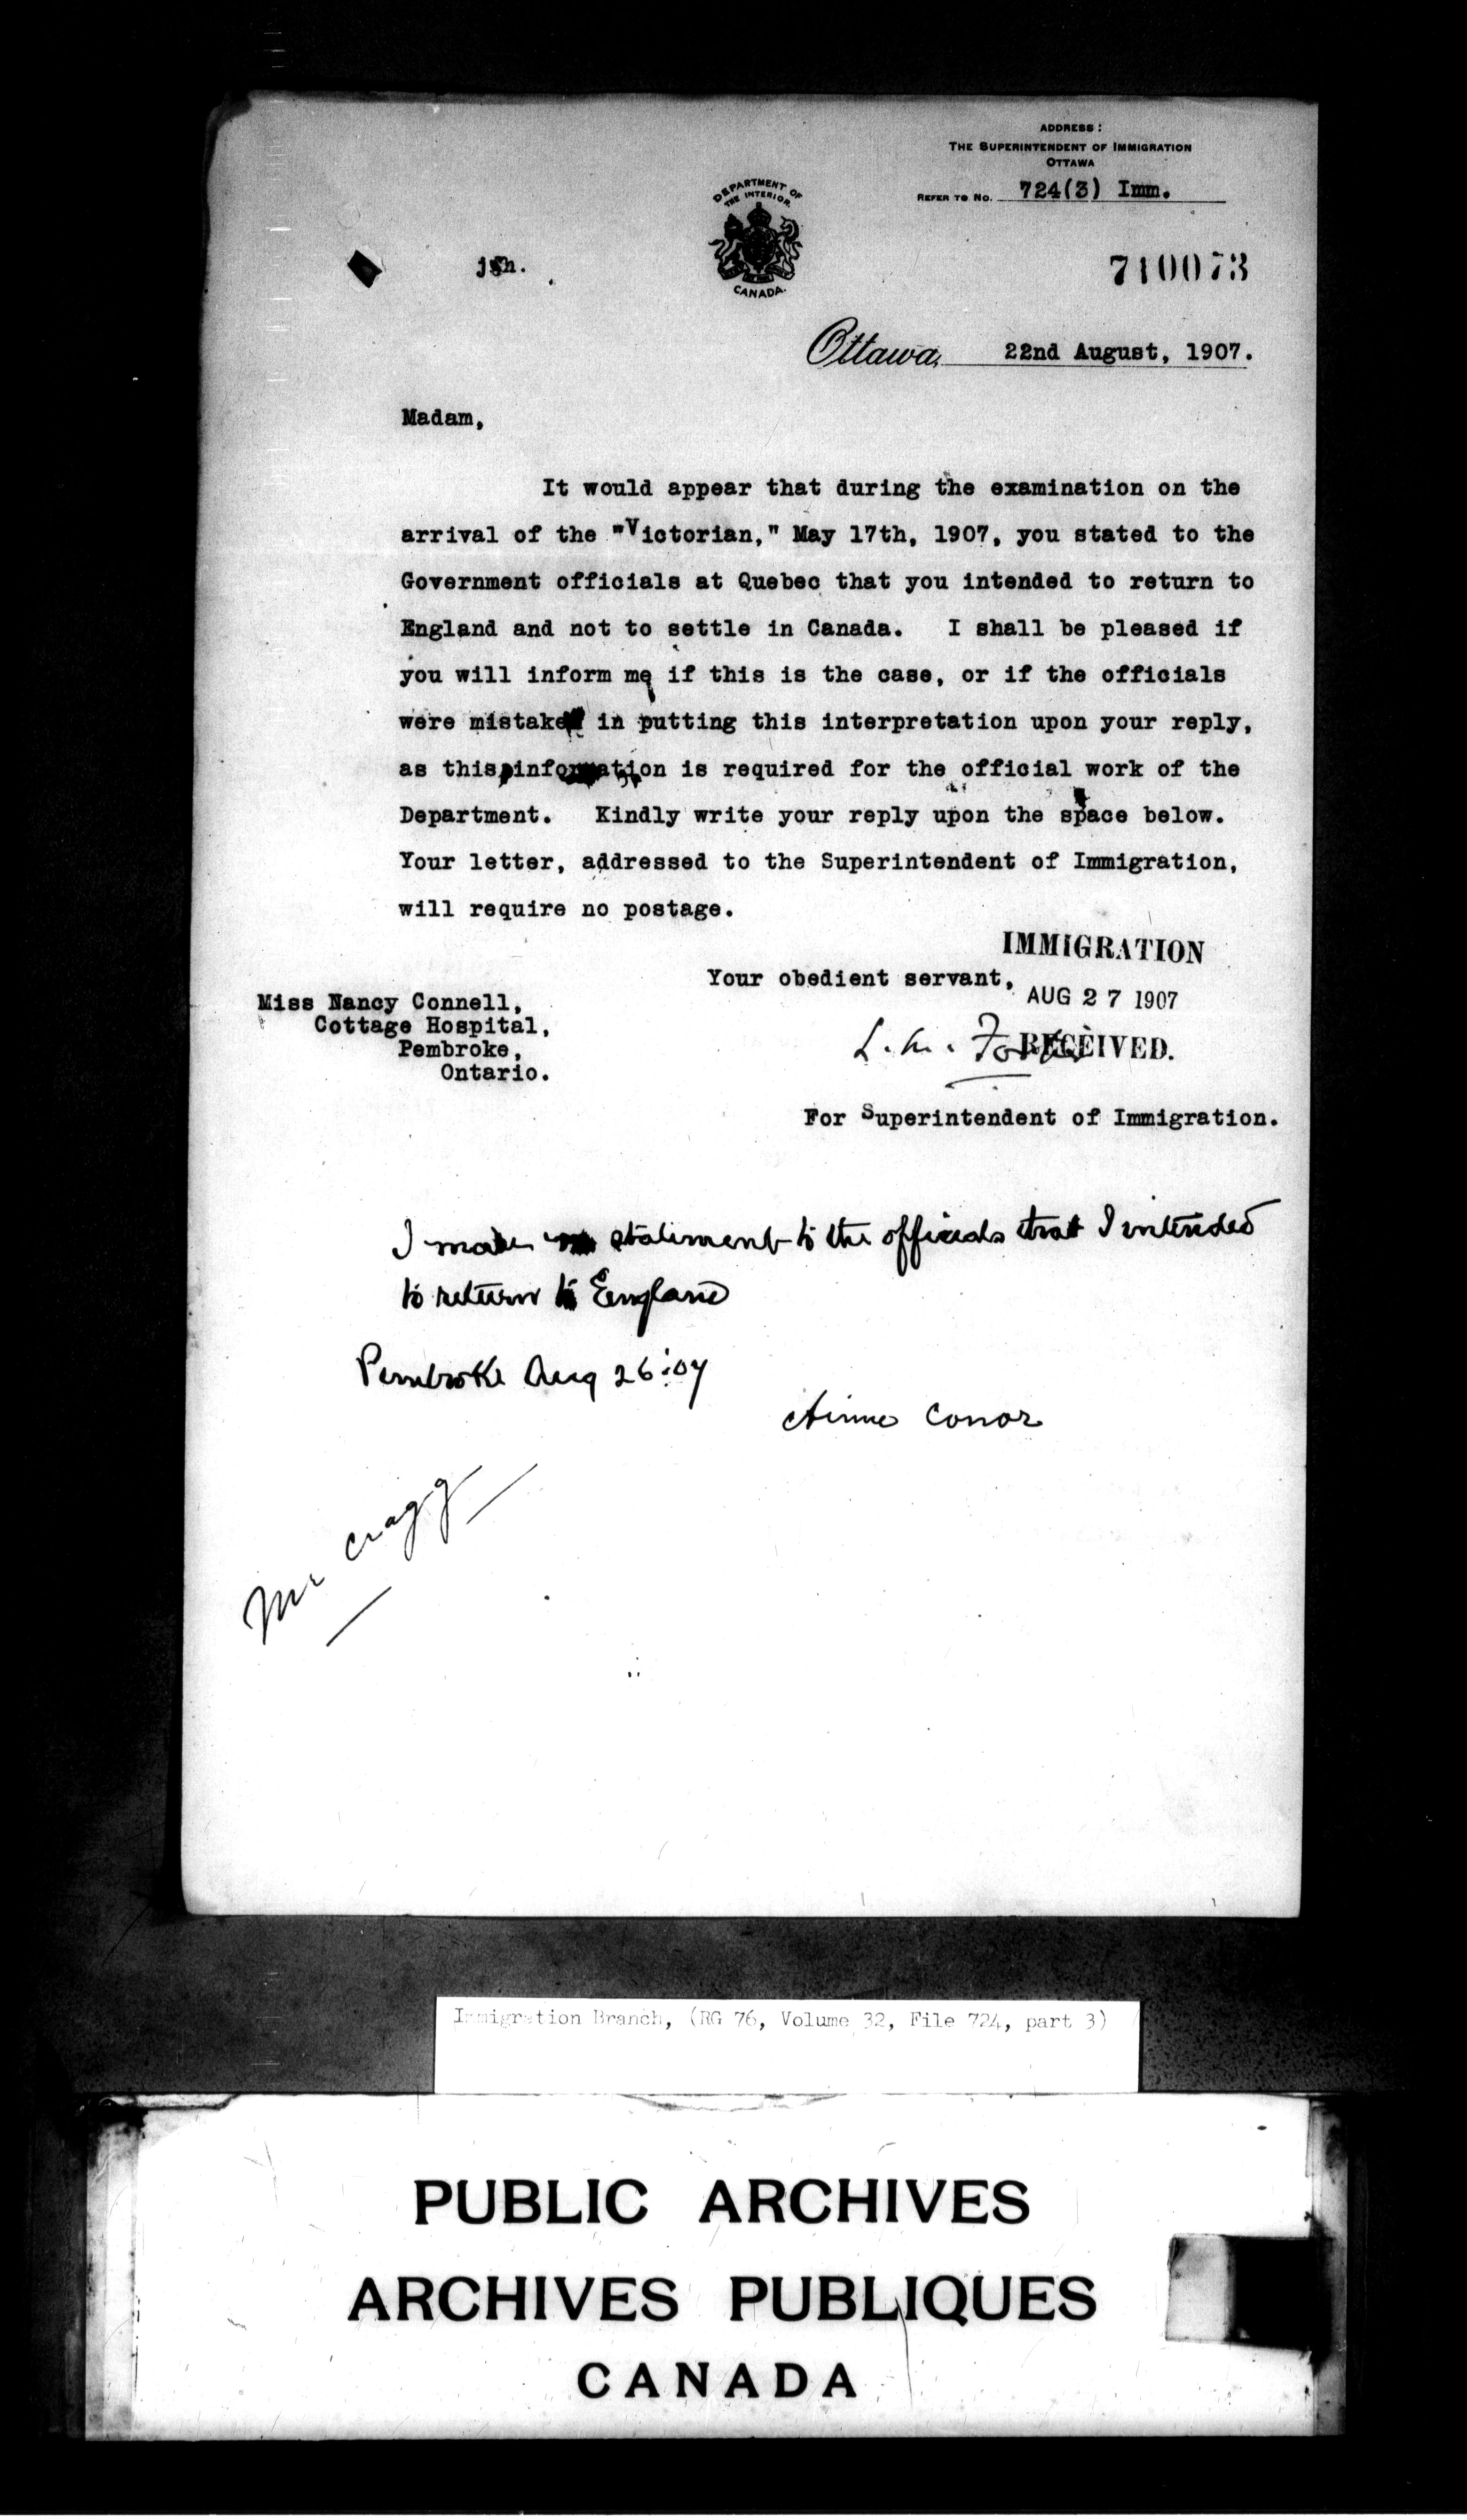 ADDRESS:
THE SUPERINTENDENT OF IMMIGRATION
OTTAWA
REFER TO No. 724(3) Imm.
DEPARTMENT OF
THE INTERIOR.
CANADA.
710073
Ottawa, 22nd August, 1907.
Madam,
It would appear that during the examination on the
arrival of the "Victorian," May 17th, 1907, you stated to the
Government officials at Quebec that you intended to return to
England and not to settle in Canada. I shall be pleased if
you will inform me if this is the case, or if the officials
were mistaken in putting this interpretation upon your reply,
as this information is required for the official work of the
Department. Kindly write your reply upon the space below.
Your letter, addressed to the Superintendent of Immigration,
will require no postage.
IMMIGRATION
Your obedient servant,
AUG 27 1907
RECEIVED.
Miss Nancy Connell,
Cottage Hospital,
Pembroke,
Ontario.
For Superintendent of Immigration.
I made no statement to the officials that I intended
to return to England
Pembroke Aug 26:07
Conor
Mr Cragg
Immigration Branch, (RG 76, Volume 32, File 724, part 3)
PUBLIC ARCHIVES
ARCHIVES PUBLIQUES
CANADA